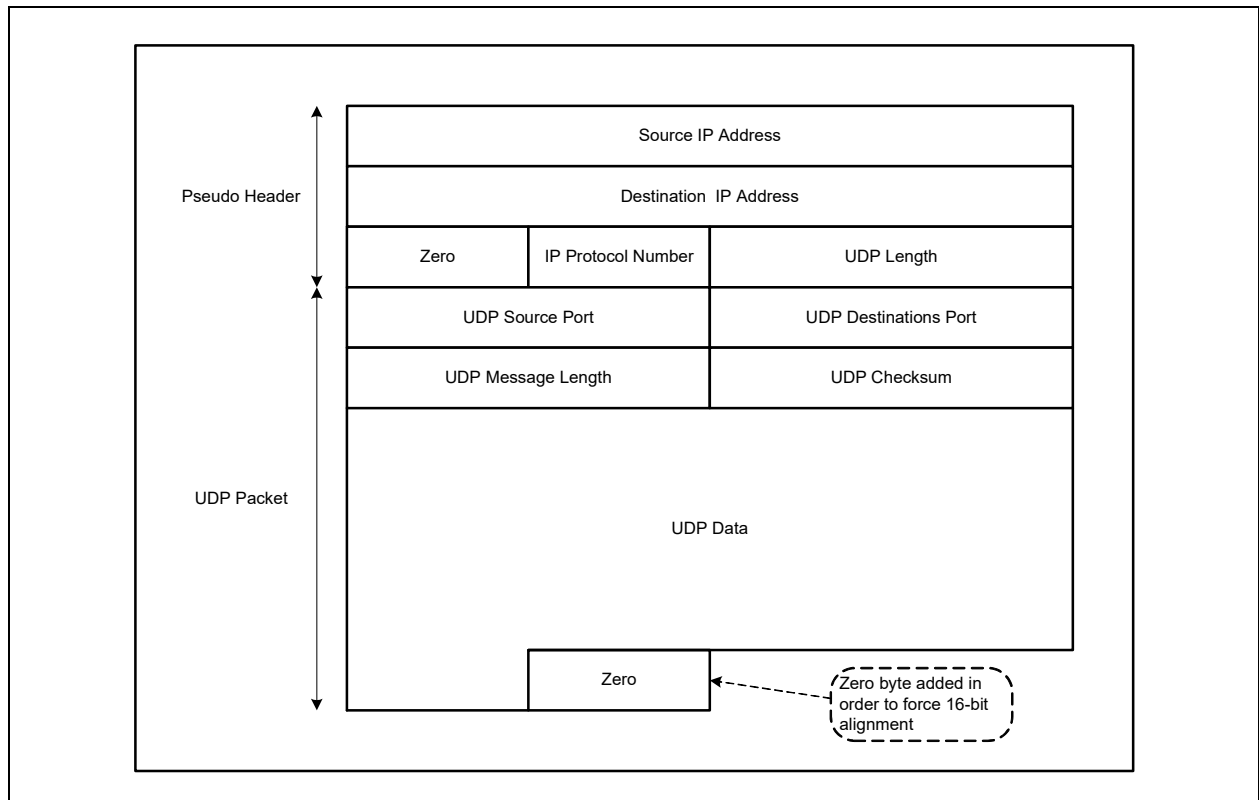 Source IP Address
Pseudo Header
Destination IP Address
Zero
IP Protocol Number
UDP Length
UDP Source Port
UDP Destinations Port
UDP Message Length
UDP Checksum
UDP Packet
UDP Data
Zero
Zero byte added in
order to force 16-bit
alignment